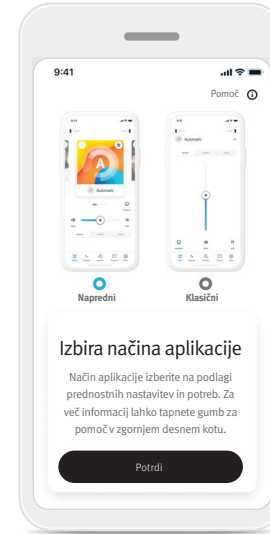 9:41
Pomoč
Automatic
A
Automatic
Napredni
Klasični
Izbira načina aplikacije
Način aplikacije izberite na podlagi
prednostnih nastavitev in potreb. Za
več informacij lahko tapnete gumb za
pomoč v zgornjem desnem kotu.
Potrdi